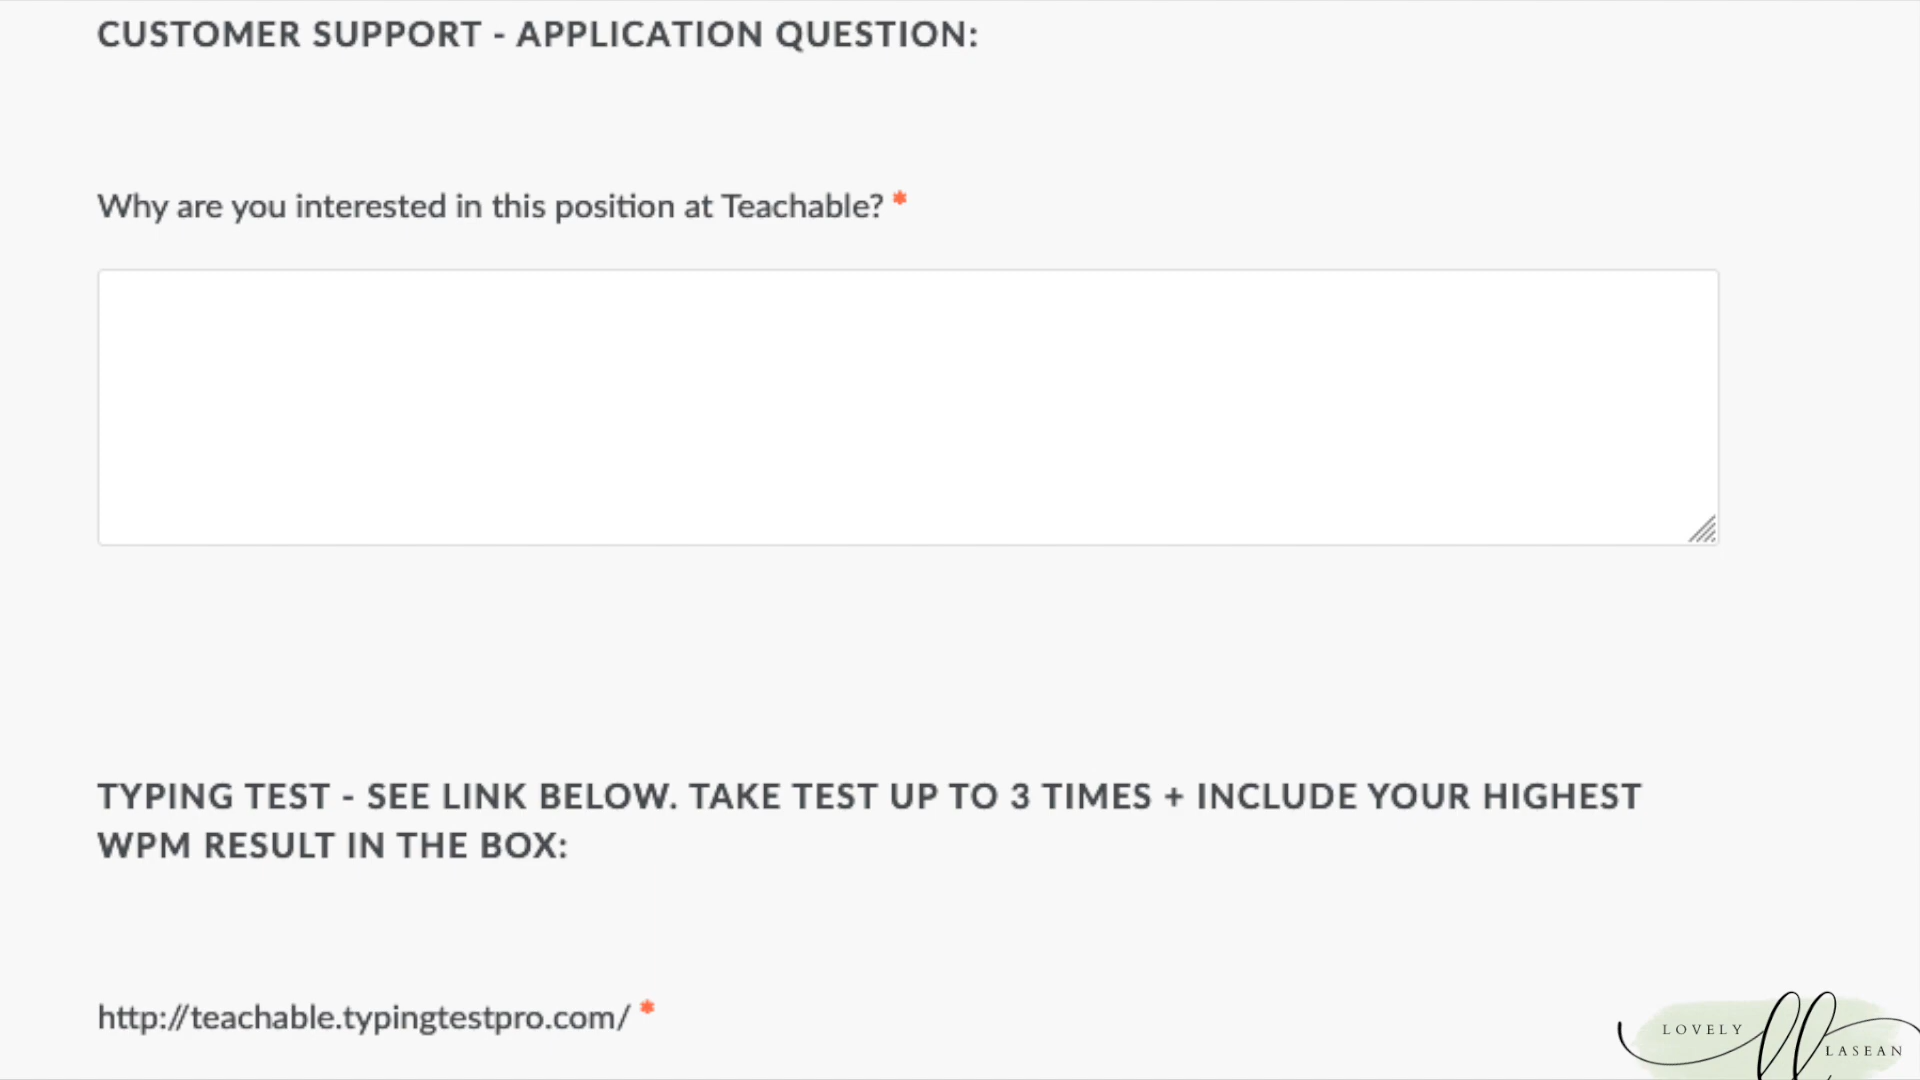 CUSTOMER SUPPORT - APPLICATION QUESTION:
Why are you interested in this position at Teachable? *
TYPING TEST - SEE LINK BELOW. TAKE TEST UP TO 3 TIMES + INCLUDE YOUR HIGHEST
WPM RESULT IN THE BOX:
http://teachable.typingtestpro.com/ *
LOVELY
ll
LASEAN